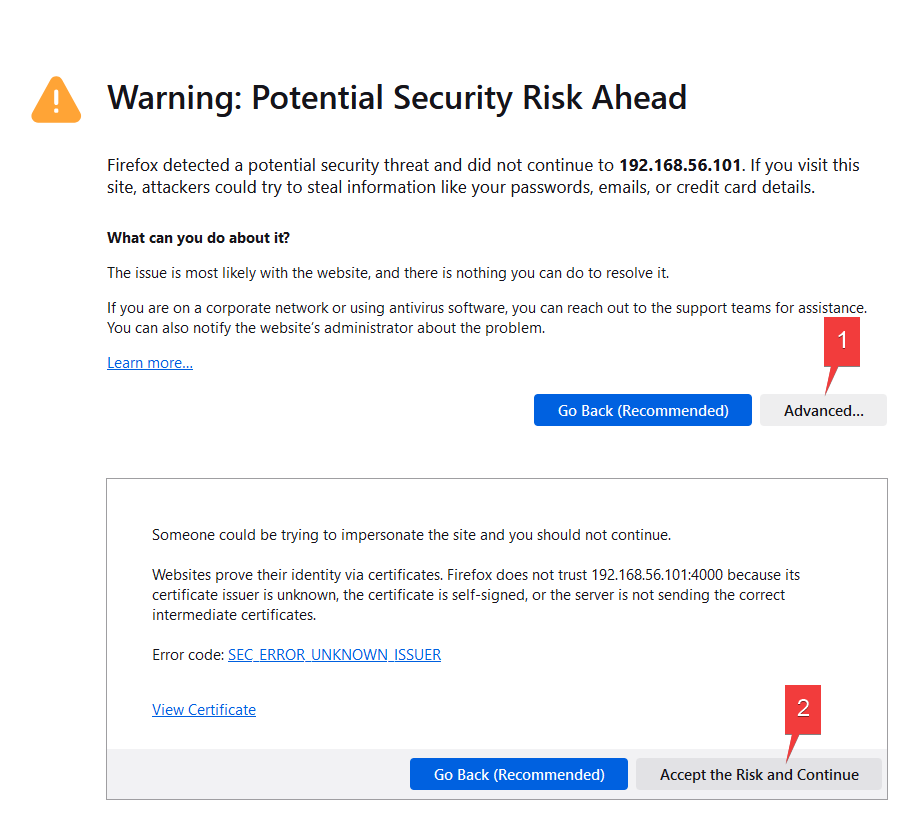 Warning: Potential Security Risk Ahead
Firefox detected a potential security threat and did not continue to 192.168.56.101. If you visit this
site, attackers could try to steal information like your passwords, emails, or credit card details.
What can you do about it?
The issue is most likely with the website, and there is nothing you can do to resolve it.
If you are on a corporate network or using antivirus software, you can reach out to the support teams for assistance.
You can also notify the website’s administrator about the problem.
1
Learn more...
Go Back (Recommended)
Advanced...
Someone could be trying to impersonate the site and you should not continue.
Websites prove their identity via certificates. Firefox does not trust 192.168.56.101:4000 because its
certificate issuer is unknown, the certificate is self-signed, or the server is not sending the correct
intermediate certificates.
Error code: SEC_ERROR_UNKNOWN_ISSUER
View Certificate
2
Go Back (Recommended)
Accept the Risk and Continue